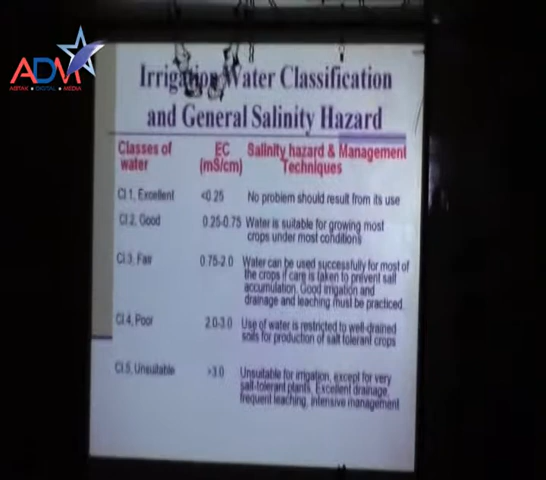 ADM
AGTAX • DIGITAL • MEDIA
Irrigation Water Classification
and General Salinity Hazard
Classes of water EC (mS/cm) Salinity hazard & Management Techniques
Cl 1, Excellent <0.25 No problem should result from its use
Cl 2, Good 0.25-0.75 Water is suitable for growing most
crops under most conditions
Cl 3, Fair 0.75-2.0 Water can be used successfully for most of
the crops if care is taken to prevent salt
accumulation. Good irrigation and
drainage and leaching must be practiced
Cl 4, Poor 2.0-3.0 Use of water is restricted to well-drained
soils for production of salt tolerant crops
Cl 5, Unsuitable >3.0 Unsuitable for irrigation, except for very
salt-tolerant plants, Excellent drainage,
frequent leaching, intensive management